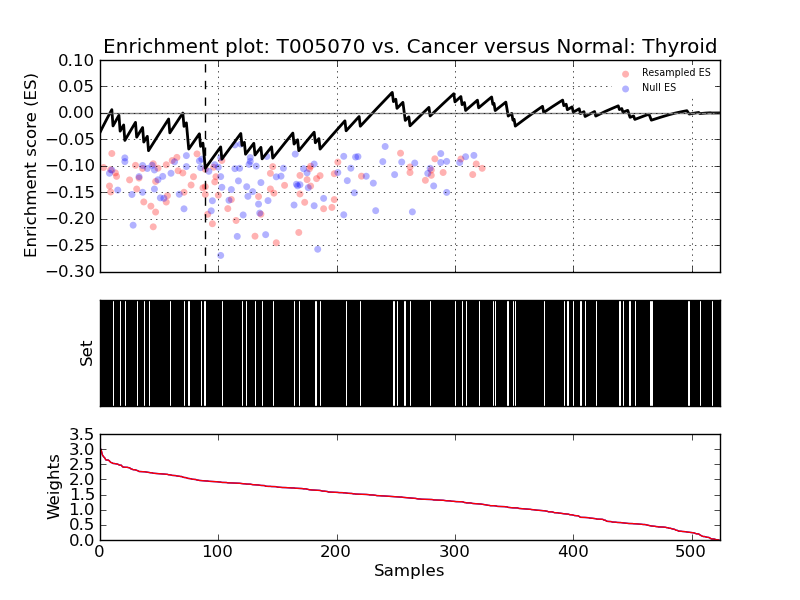 Enrichment plot: T005070 vs. Cancer versus Normal: Thyroid
Enrichment score (ES)
0.10
0.05
0.00
−0.05
−0.10
−0.15
−0.20
−0.25
−0.30
Resampled ES
Null ES
Set
Weights
3.5
3.0
2.5
2.0
1.5
1.0
0.5
0.0
0 100 200 300 400 500
Samples